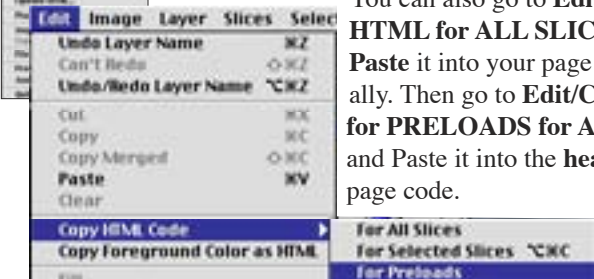 You can also go to Edit
HTML for ALL SLIC
Paste it into your page
ally. Then go to Edit/C
for PRELOADS for A
and Paste it into the hea
page code.
Edit Image Layer Slices Selec
Undo Layer Name ⌘Z
Can't Redo ⇧⌘Z
Undo/Redo Layer Name ⌥⌘Z
Cut ⌘X
Copy ⌘C
Copy Merged ⇧⌘C
Paste ⌘V
Clear
Copy HTML Code
Copy Foreground Color as HTML
For All Slices
For Selected Slices ⌥⌘C
For Preloads